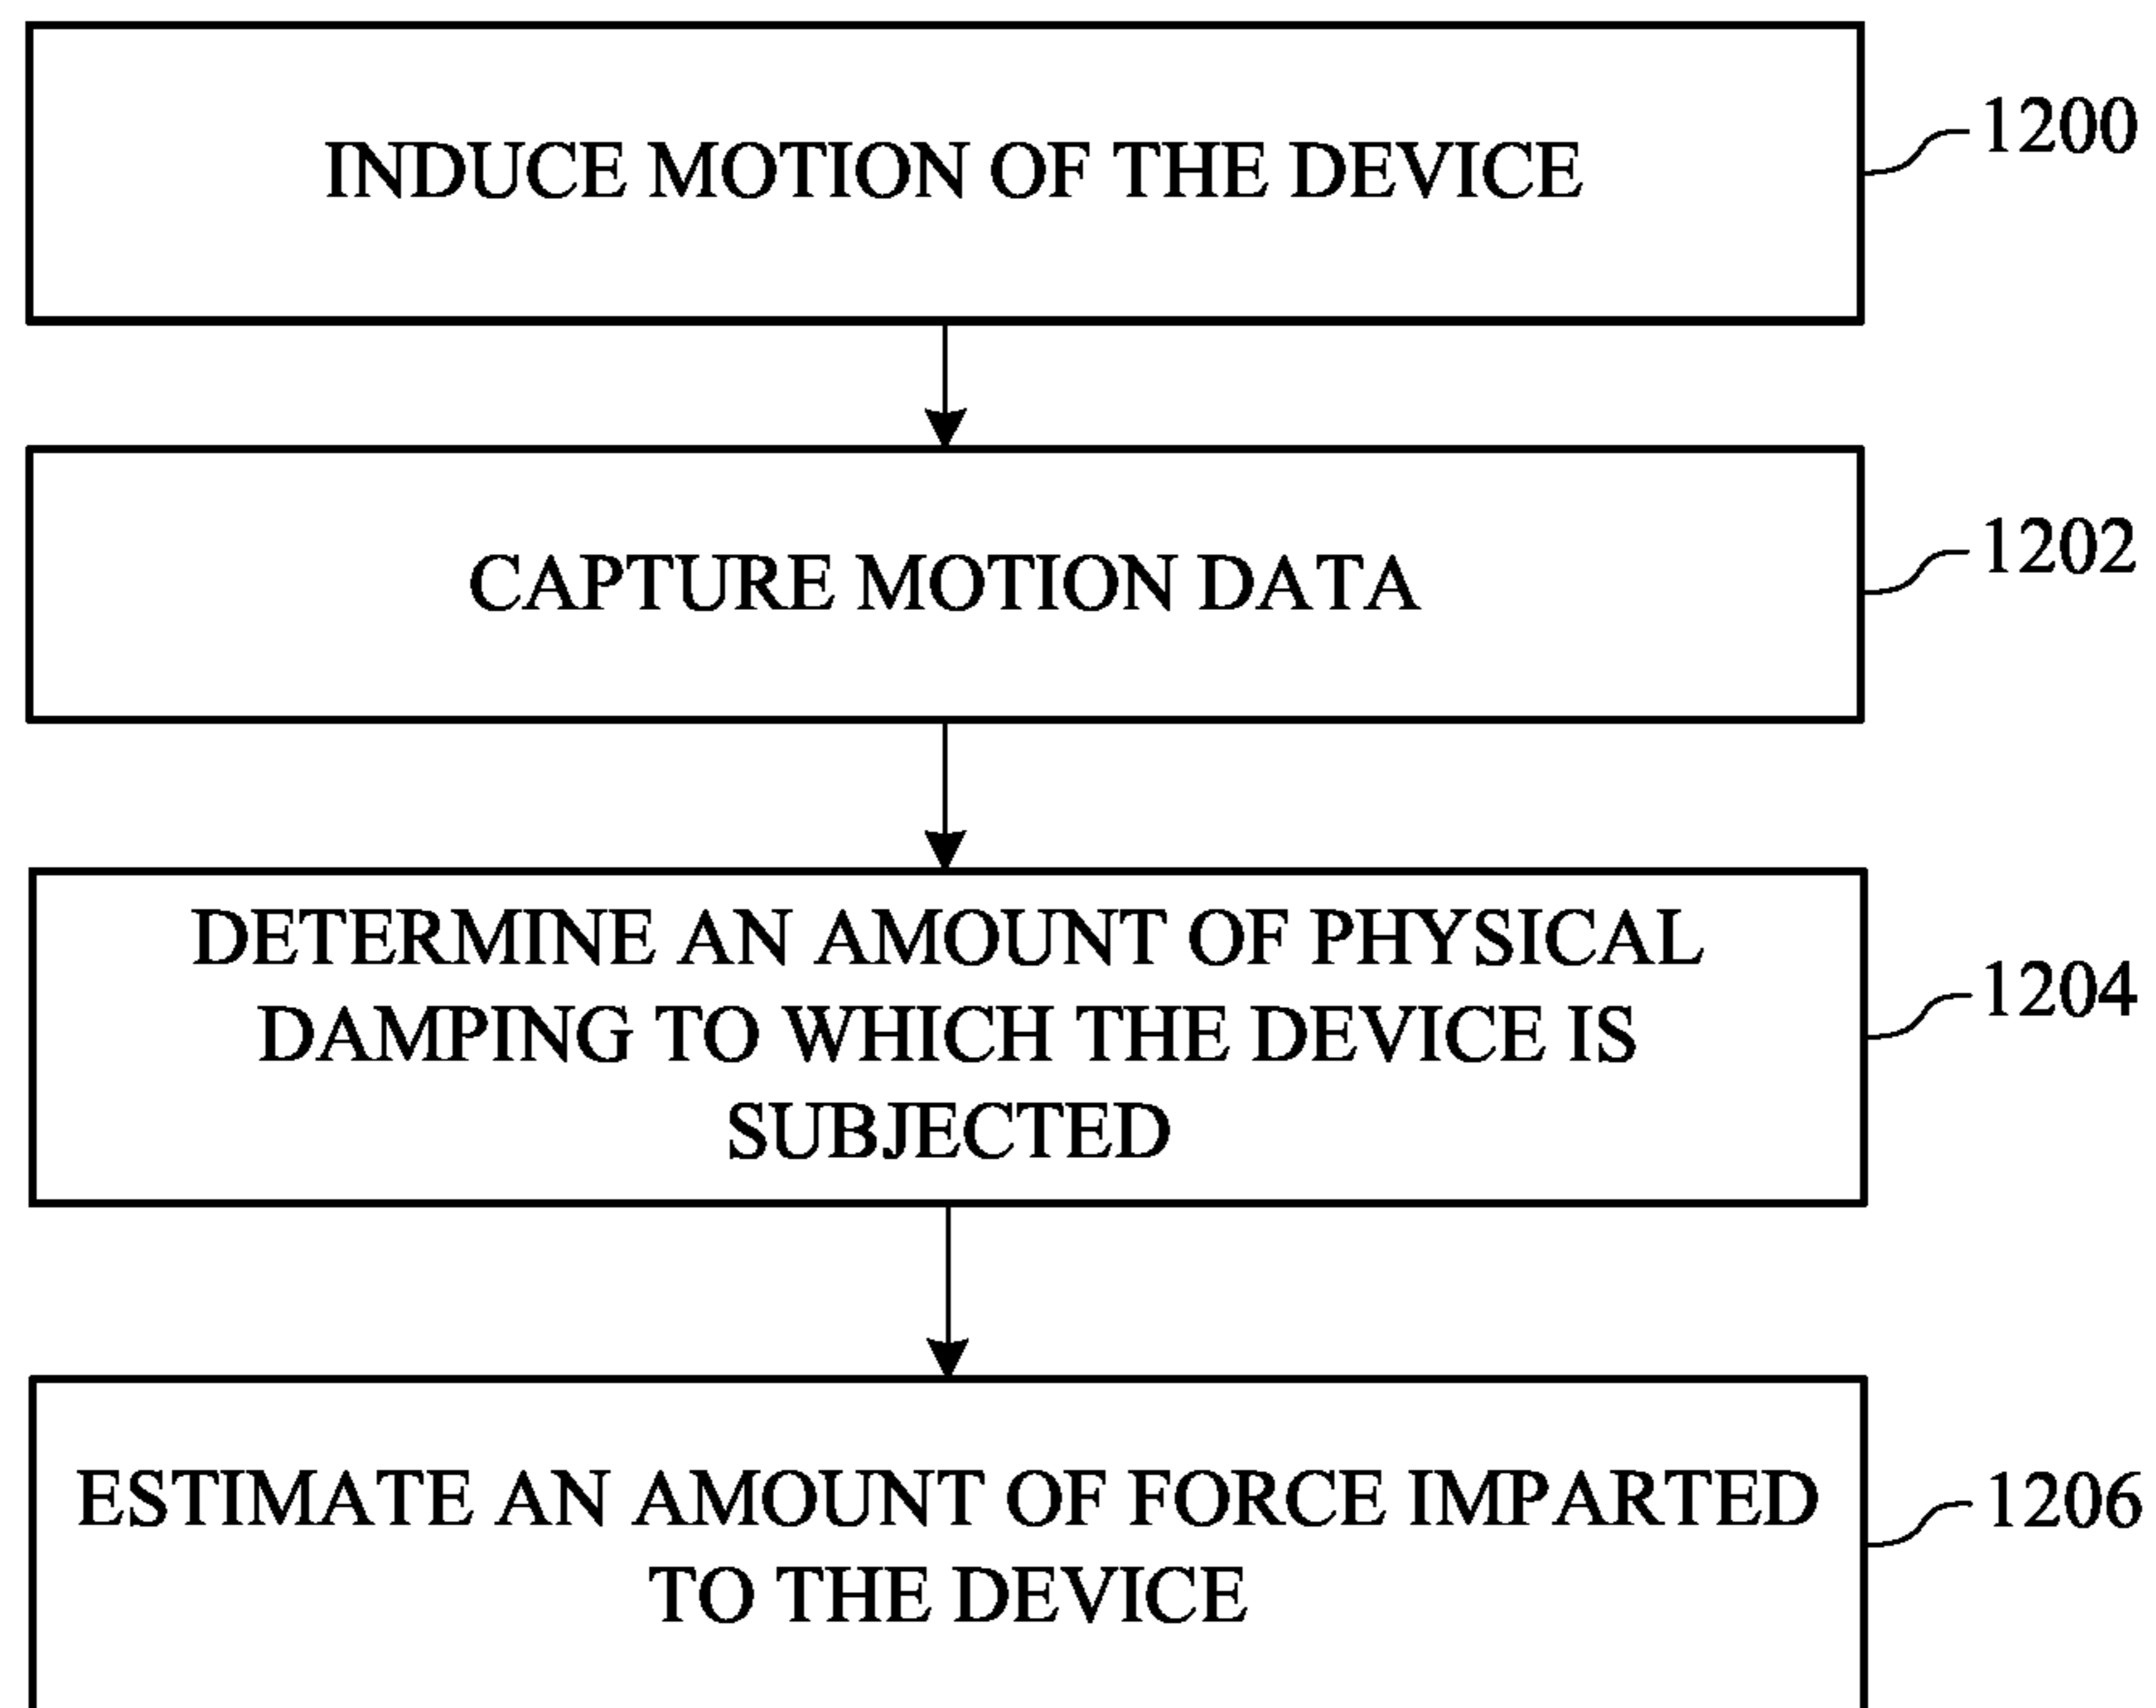 INDUCE MOTION OF THE DEVICE
1200
CAPTURE MOTION DATA
1202
DETERMINE AN AMOUNT OF PHYSICAL
DAMPING TO WHICH THE DEVICE IS
SUBJECTED
1204
ESTIMATE AN AMOUNT OF FORCE IMPARTED
TO THE DEVICE
1206